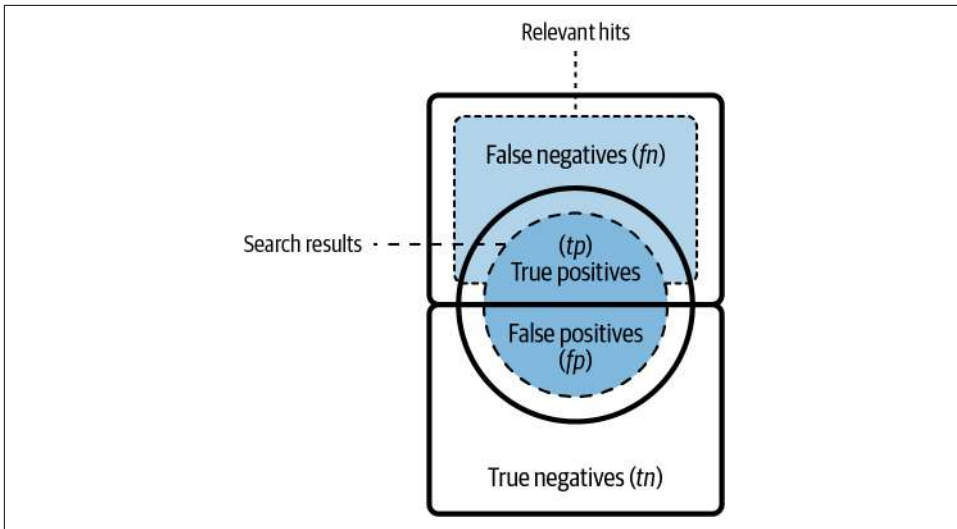 Relevant hits
False negatives (fn)
Search results
(tp)
True positives
False positives
(fp)
True negatives (tn)